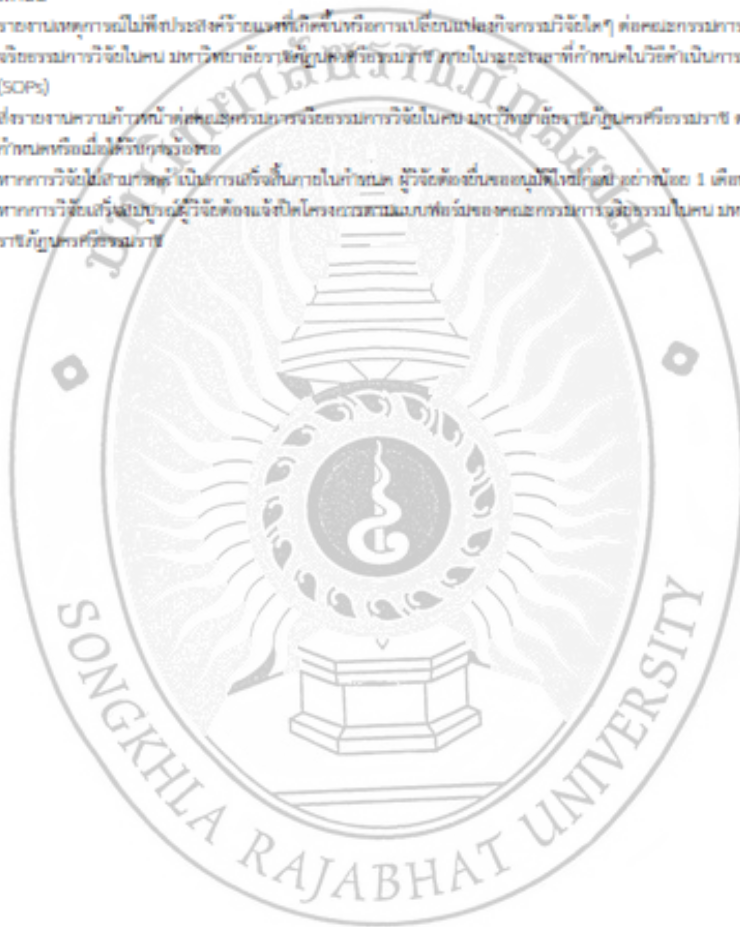 รายงานเหตุการณ์ไม่พึงประสงค์ร้ายแรงที่เกิดขึ้นหรือการเปลี่ยนแปลงกิจกรรมวิจัยใดๆ ต่อคณะกรรมการ
จริยธรรมการวิจัยในคน มหาวิทยาลัยราชภัฏนครศรีธรรมราช ภายในระยะเวลาที่กำหนดในวิธีดำเนินการ
(SOPs)
ส่งรายงานความก้าวหน้าต่อคณะกรรมการจริยธรรมการวิจัยในคน มหาวิทยาลัยราชภัฏนครศรีธรรมราช
กำหนดหรือเมื่อได้รับการร้องขอ
หากการวิจัยไม่สามารถดำเนินการเสร็จสิ้นภายในกำหนด ผู้วิจัยต้องยื่นขออนุมัติใหม่ก่อน อย่างน้อย 1 เดือน
หากการวิจัยเสร็จสมบูรณ์ผู้วิจัยต้องแจ้งปิดโครงการตามแบบฟอร์มของคณะกรรมการจริยธรรมในคน มห
ราชภัฏนครศรีธรรมราช
มหาวิทยาลัยราชภัฏสงขลา
SONGKHLA RAJABHAT UNIVERSITY